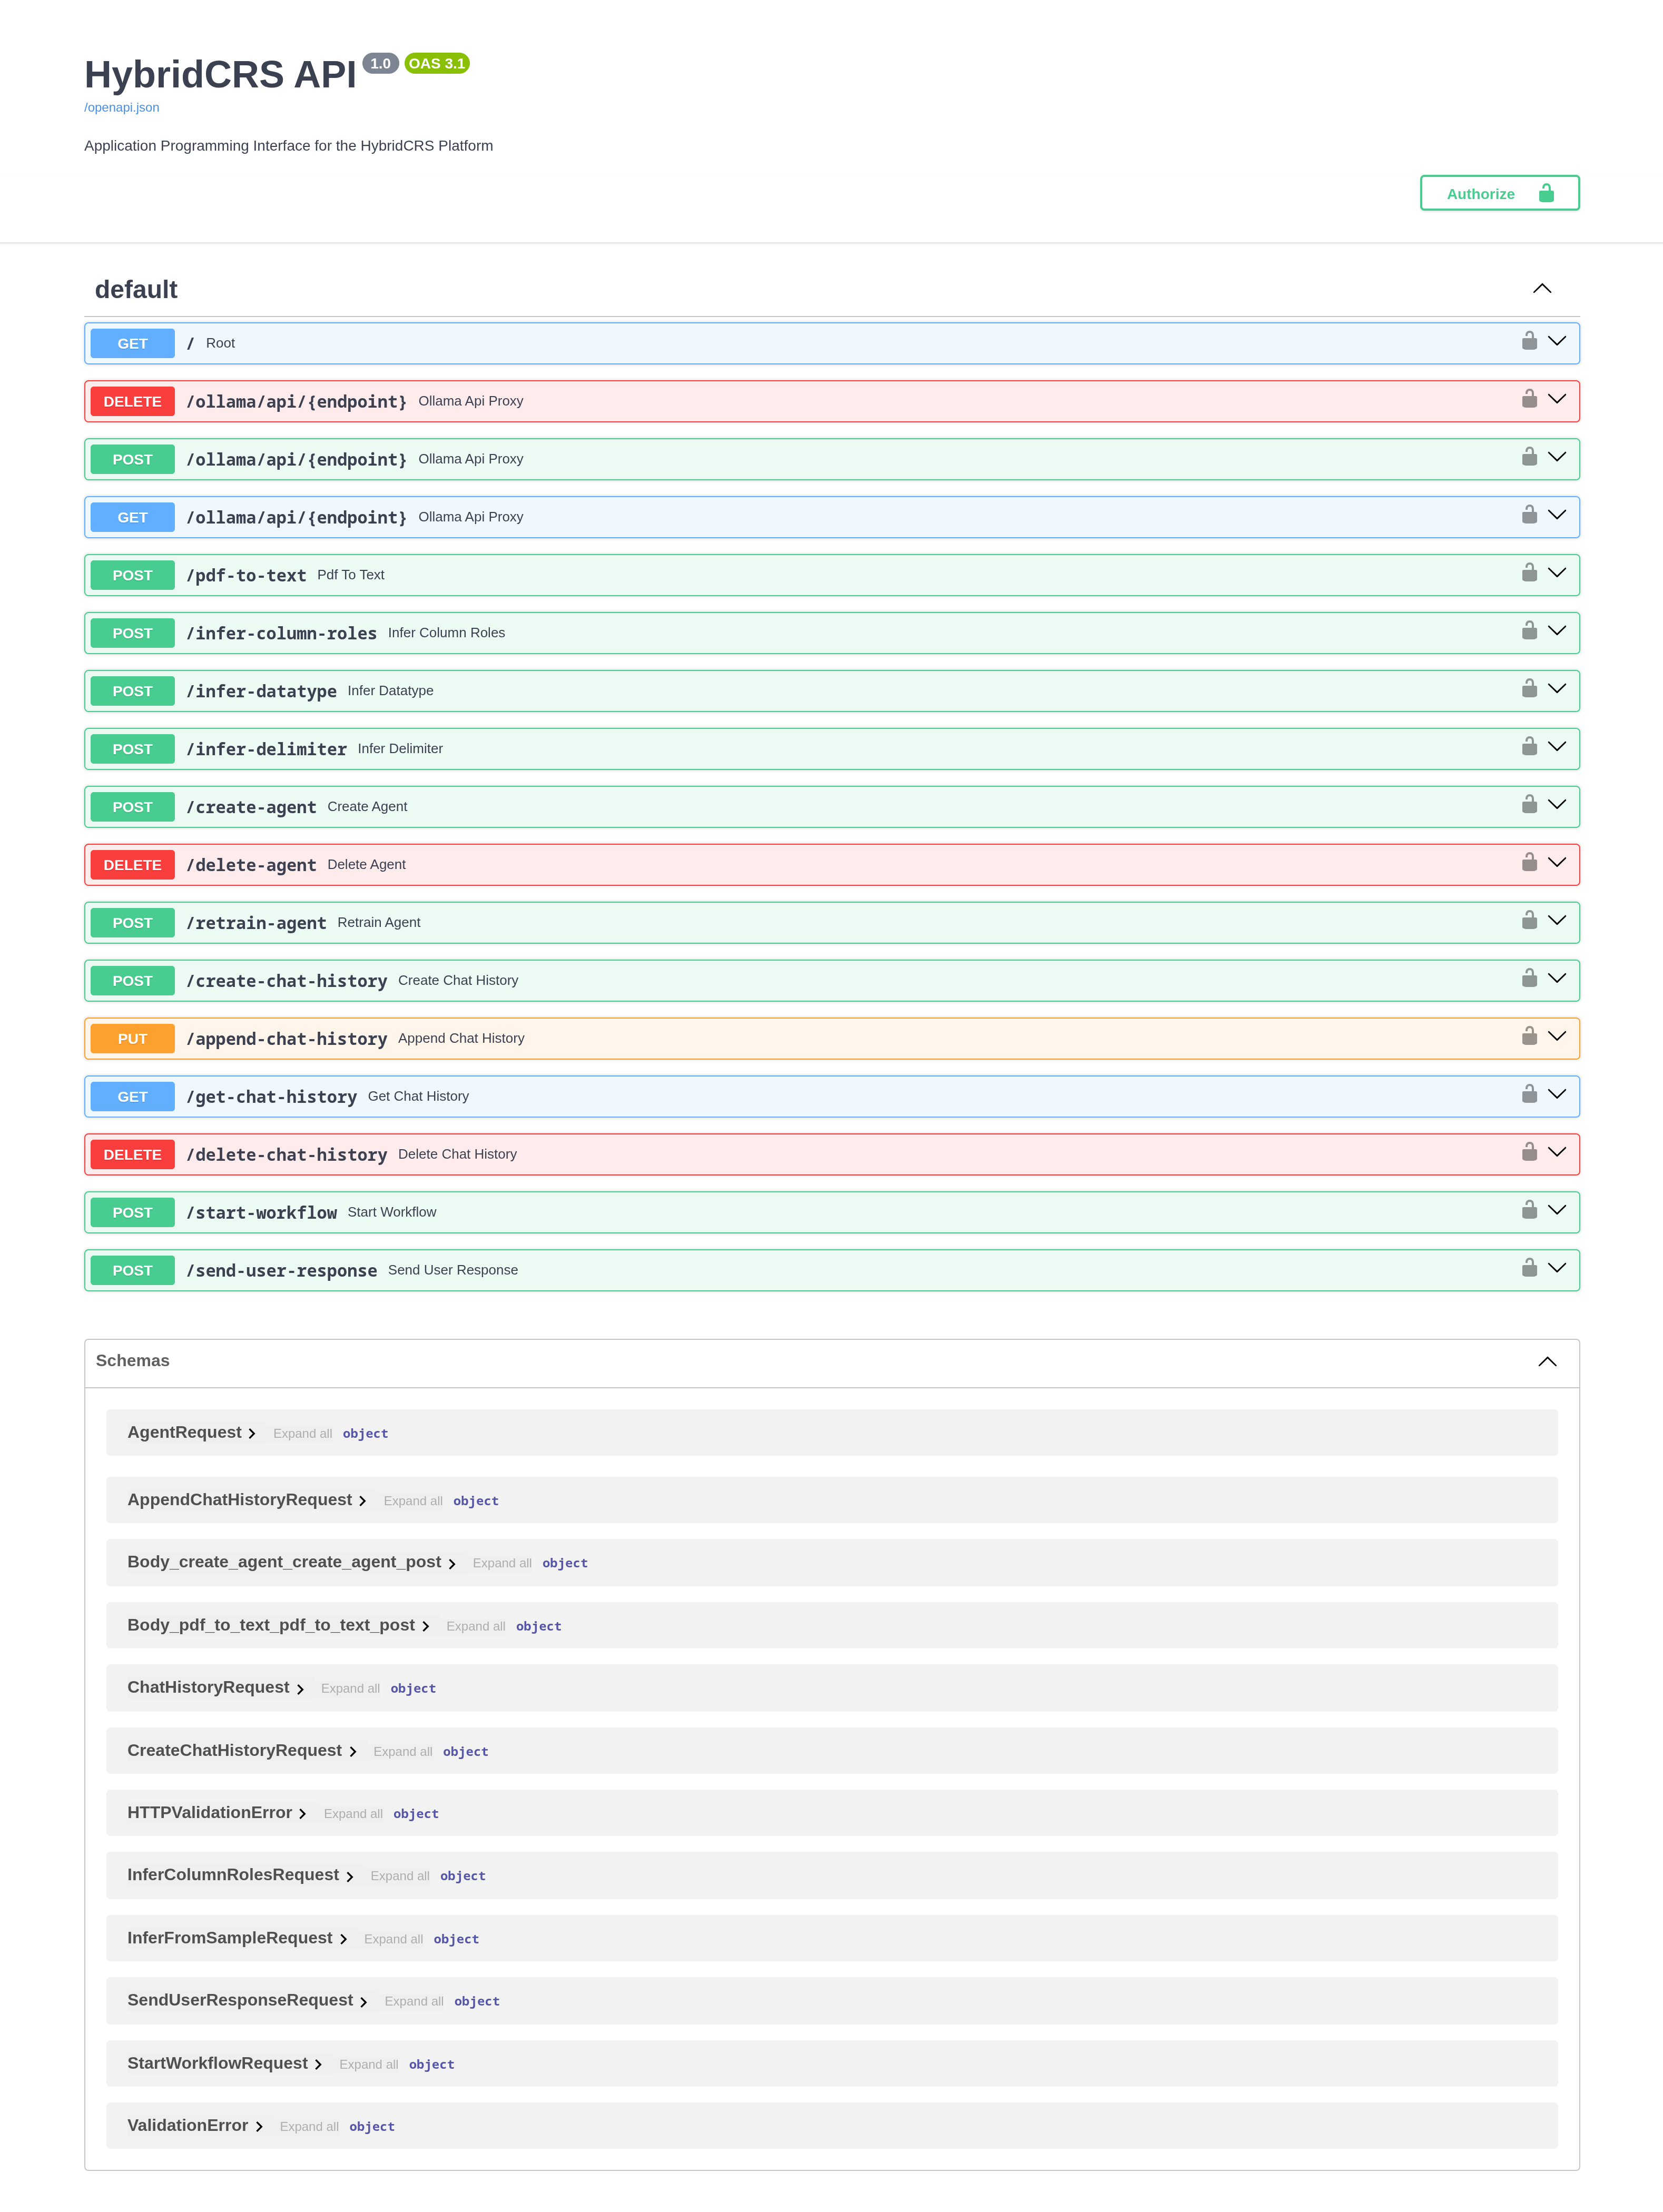 HybridCRS API 1.0 OAS 3.1
/openapi.json
Application Programming Interface for the HybridCRS Platform
Authorize
default
GET / Root
DELETE /ollama/api/{endpoint} Ollama Api Proxy
POST /ollama/api/{endpoint} Ollama Api Proxy
GET /ollama/api/{endpoint} Ollama Api Proxy
POST /pdf-to-text Pdf To Text
POST /infer-column-roles Infer Column Roles
POST /infer-datatype Infer Datatype
POST /infer-delimiter Infer Delimiter
POST /create-agent Create Agent
DELETE /delete-agent Delete Agent
POST /retrain-agent Retrain Agent
POST /create-chat-history Create Chat History
PUT /append-chat-history Append Chat History
GET /get-chat-history Get Chat History
DELETE /delete-chat-history Delete Chat History
POST /start-workflow Start Workflow
POST /send-user-response Send User Response
Schemas
AgentRequest Expand all object
AppendChatHistoryRequest Expand all object
Body_create_agent_create_agent_post Expand all object
Body_pdf_to_text_pdf_to_text_post Expand all object
ChatHistoryRequest Expand all object
CreateChatHistoryRequest Expand all object
HTTPValidationError Expand all object
InferColumnRolesRequest Expand all object
InferFromSampleRequest Expand all object
SendUserResponseRequest Expand all object
StartWorkflowRequest Expand all object
ValidationError Expand all object